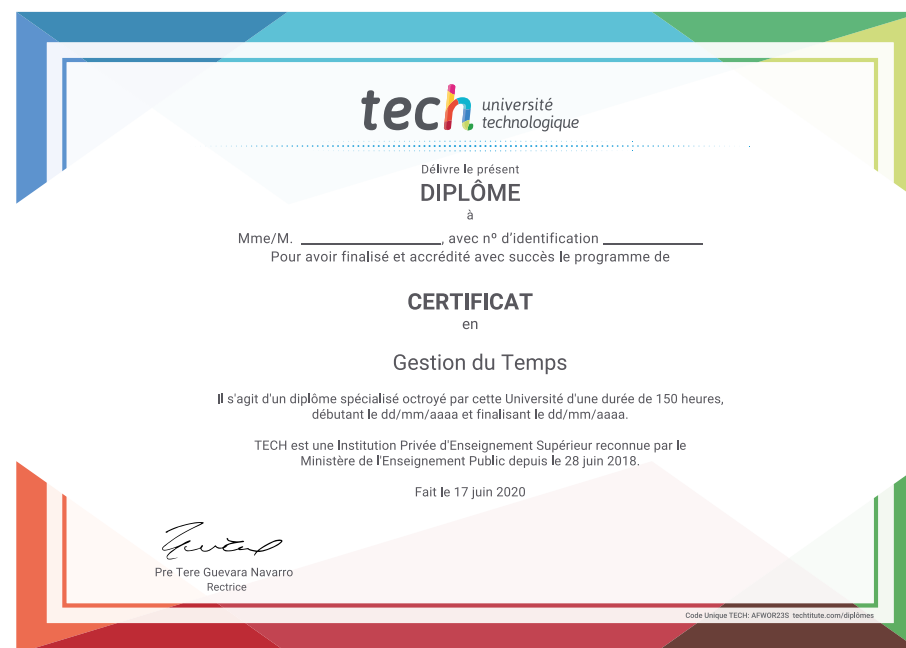 tech université
technologique
Délivre le présent
DIPLÔME
à
Mme/M. ____________________, avec nº d'identification ______________
Pour avoir finalisé et accrédité avec succès le programme de
CERTIFICAT
en
Gestion du Temps
Il s'agit d'un diplôme spécialisé octroyé par cette Université d'une durée de 150 heures,
débutant le dd/mm/aaaa et finalisant le dd/mm/aaaa.
TECH est une Institution Privée d'Enseignement Supérieur reconnue par le
Ministère de l'Enseignement Public depuis le 28 juin 2018.
Fait le 17 juin 2020
Pre Tere Guevara Navarro
Rectrice
Code Unique TECH: AFWOR23S techtitute.com/diplômes